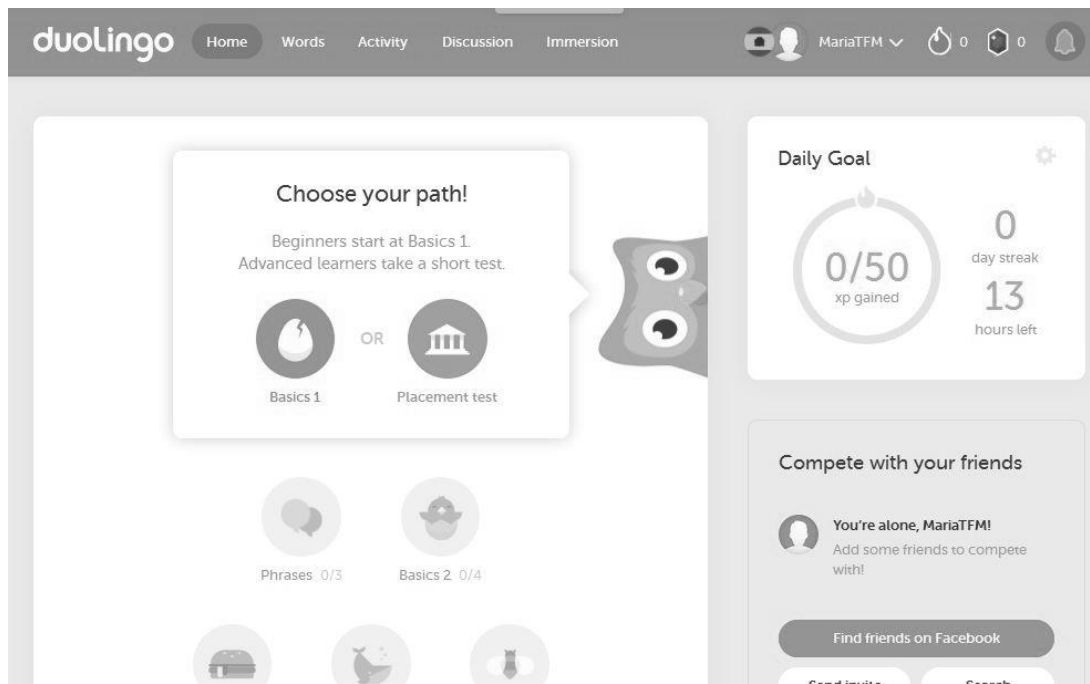 duolingo Home Words Activity Discussion Immersion MariaTFM 0 0
Choose your path!
Beginners start at Basics 1.
Advanced learners take a short test.
OR
Basics 1 Placement test
Phrases 0/3 Basics 2 0/4
Daily Goal
0/50
xp gained
0
day streak
13
hours left
Compete with your friends
You're alone, MariaTFM!
Add some friends to compete
with!
Find friends on Facebook
Send invite Search